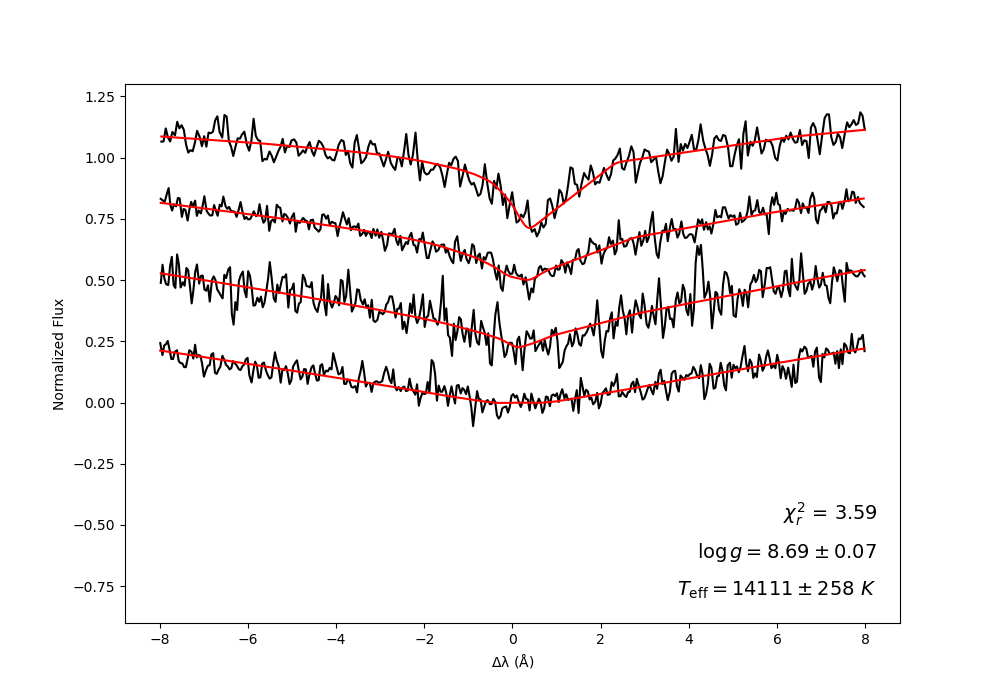 1.25
1.00
0.75
0.50
0.25
0.00
−0.25
−0.50
−0.75
Normalized Flux
χ²ᵣ = 3.59
log g = 8.69 ± 0.07
T_eff = 14111 ± 258 K
−8 −6 −4 −2 0 2 4 6 8
Δλ (Å)